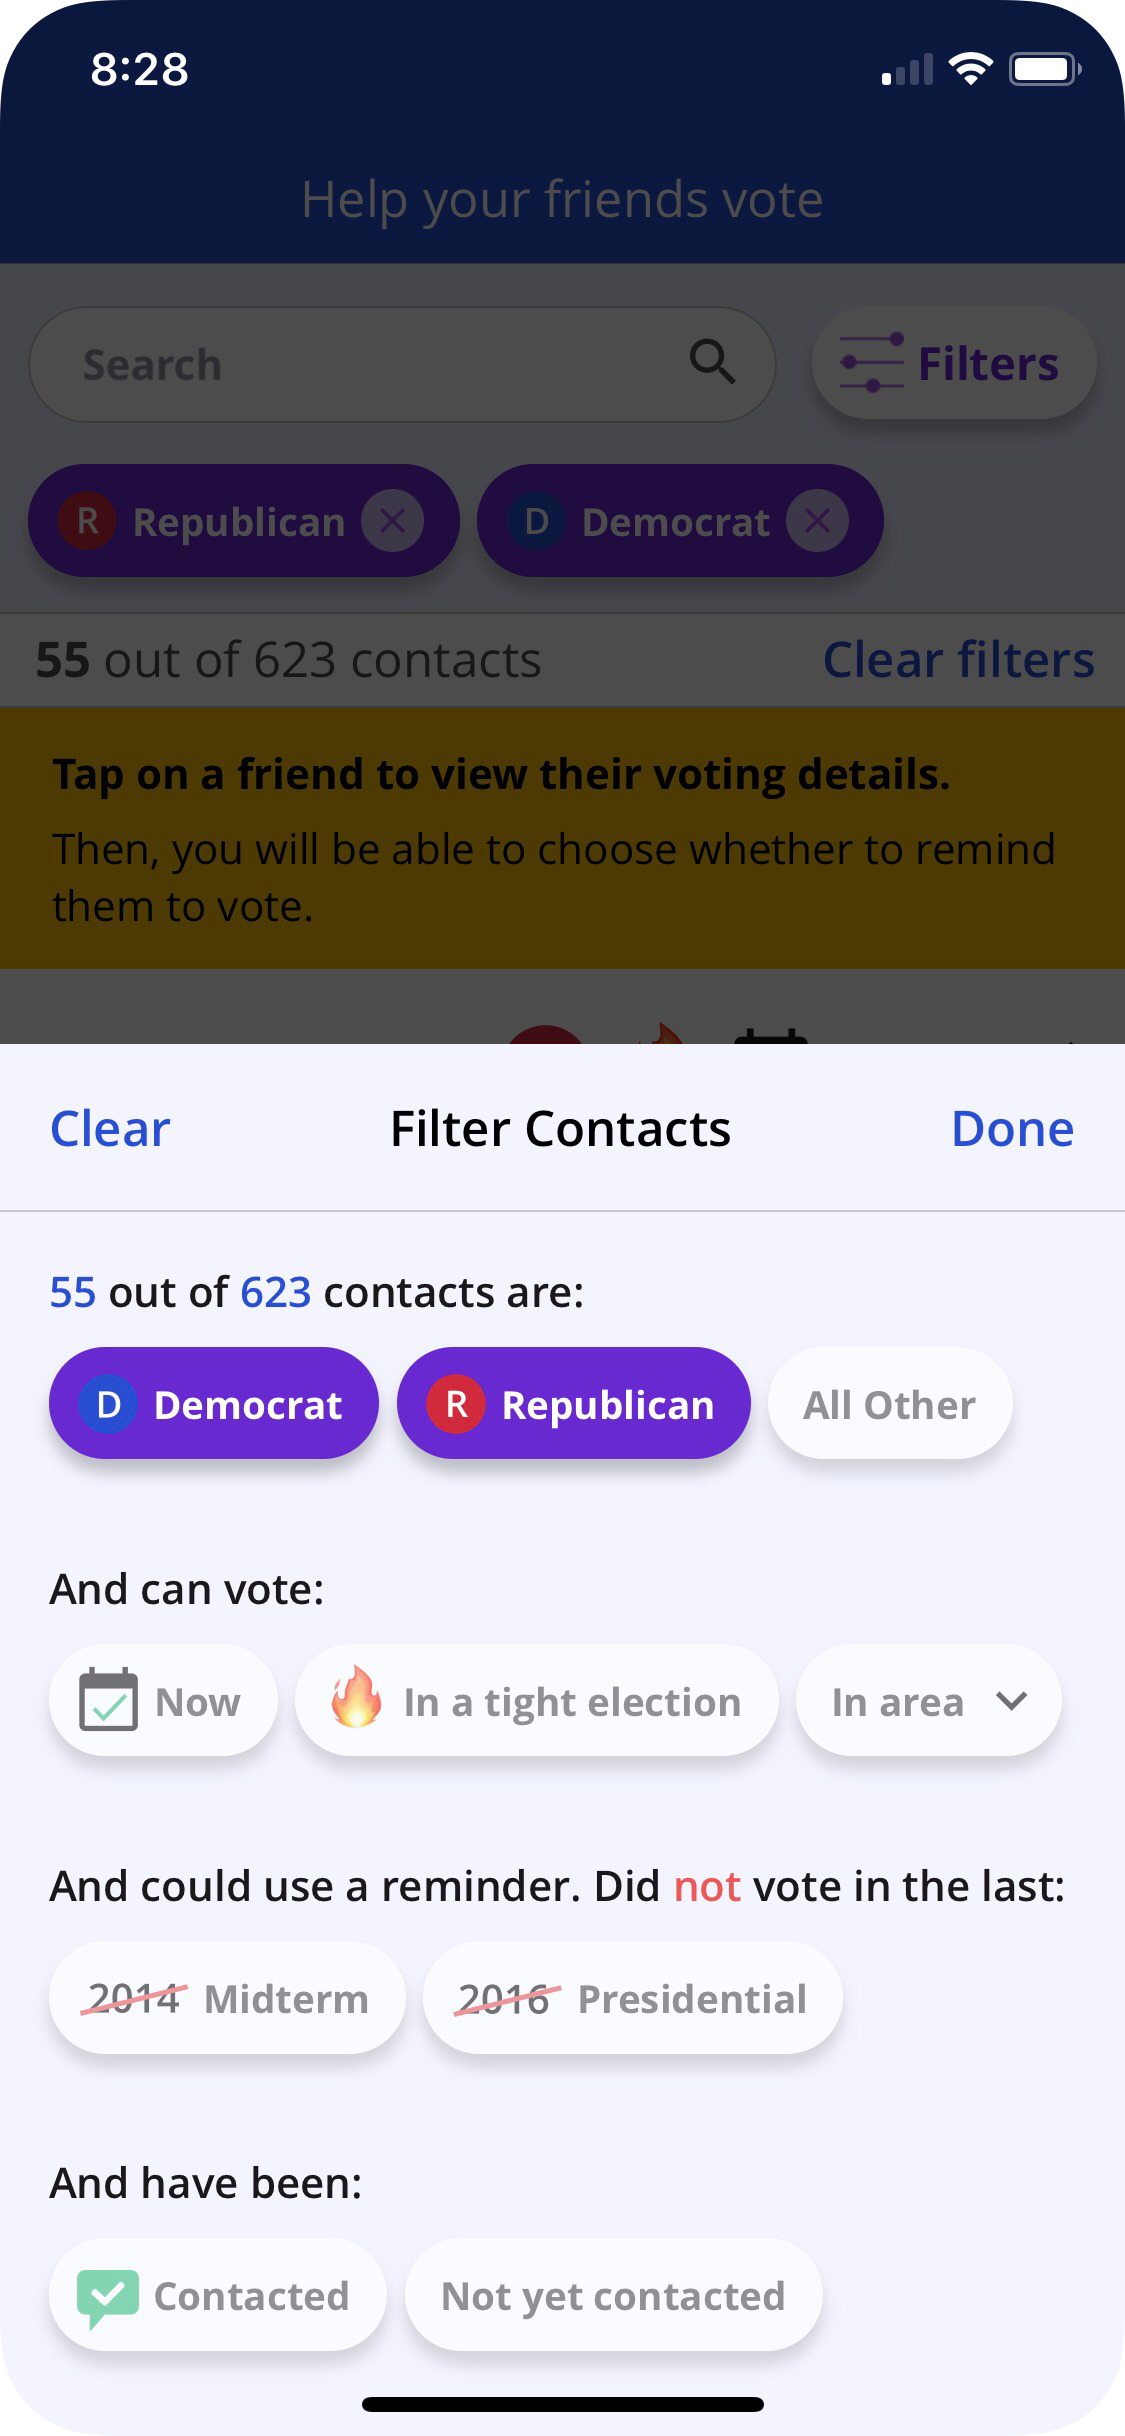 8:28
Help your friends vote
Search
Filters
R Republican
D Democrat
55 out of 623 contacts
Clear filters
Tap on a friend to view their voting details.
Then, you will be able to choose whether to remind
them to vote.
Clear
Filter Contacts
Done
55 out of 623 contacts are:
D Democrat
R Republican
All Other
And can vote:
Now
In a tight election
In area
And could use a reminder. Did not vote in the last:
2014 Midterm
2016 Presidential
And have been:
Contacted
Not yet contacted